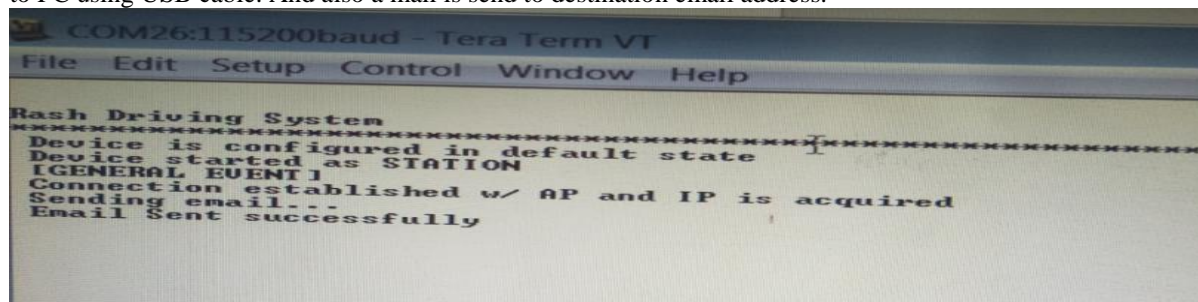 to PC using USB cable. And also a mail is send to destination email address.
COM26:115200baud - Tera Term VT
File Edit Setup Control Window Help
Rash Driving System
Device is configured in default state
Device started as STATION
[GENERAL EVENT]
Connection established w/ AP and IP is acquired
Sending email...
Email Sent successfully